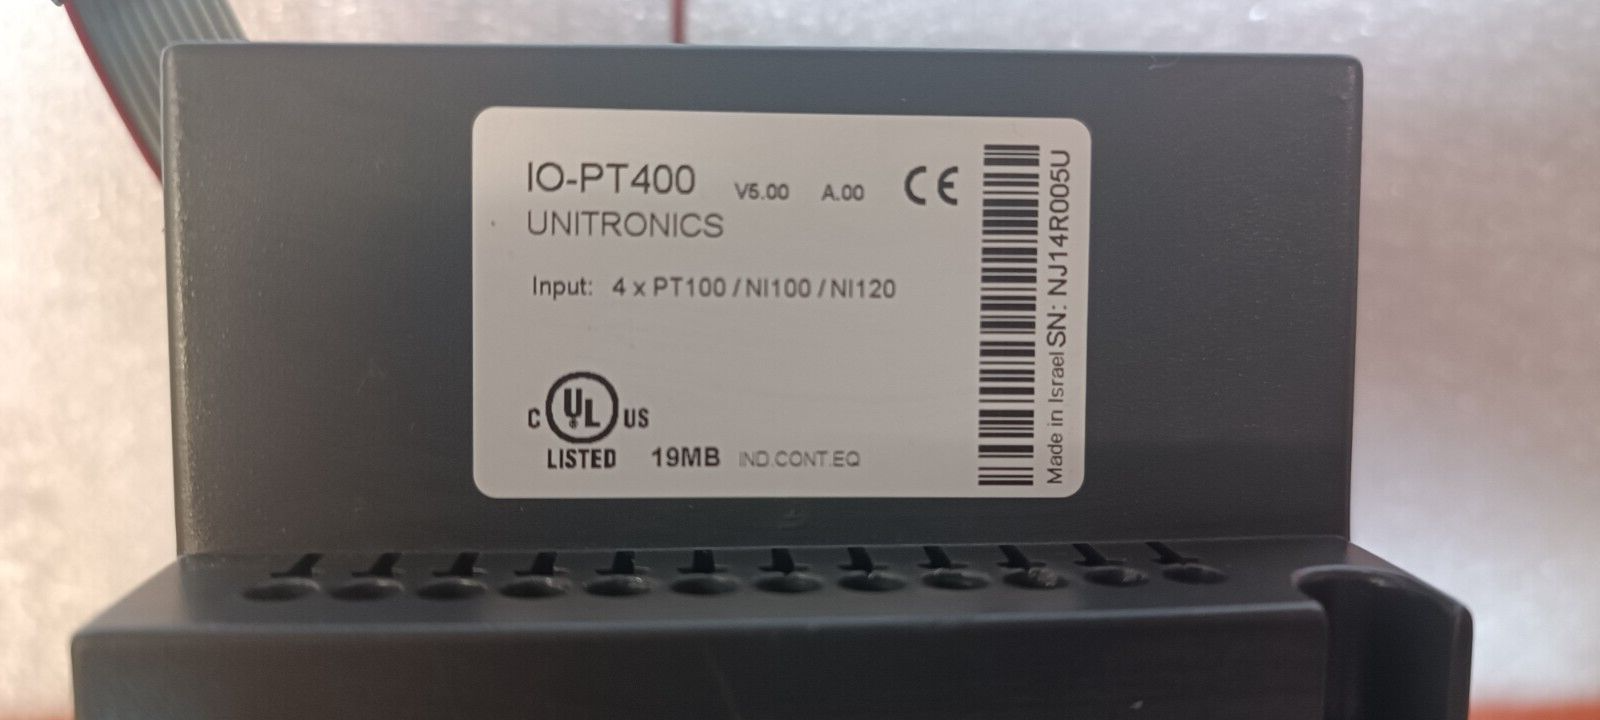 IO-PT400 V5.00 A.00 CE
UNITRONICS
Input: 4 x PT100 / NI100 / NI120
C UL US
LISTED 19MB IND.CONT.EQ
Made in Israel SN: NJ14R005U